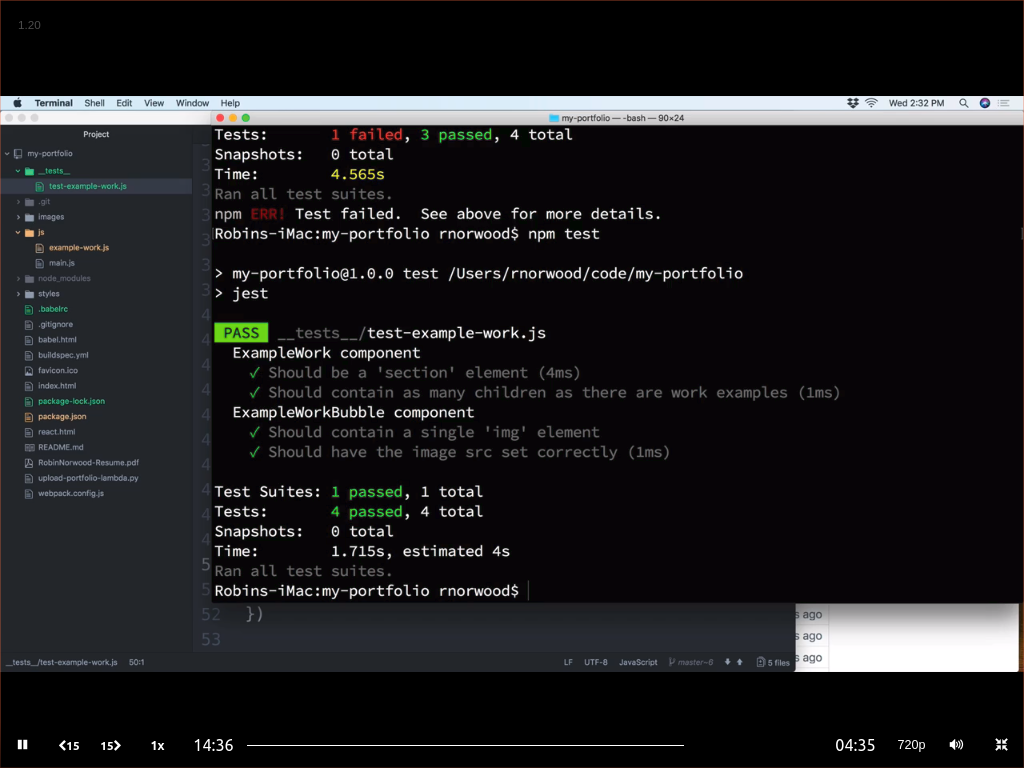 1.20
Terminal Shell Edit View Window Help
Wed 2:32 PM
my-portfolio — -bash — 90×24
Project
my-portfolio
__tests__
test-example-work.js
.git
images
js
example-work.js
main.js
node_modules
styles
.babelrc
.gitignore
babel.html
buildspec.yml
favicon.ico
index.html
package-lock.json
package.json
react.html
README.md
RobinNorwood-Resume.pdf
upload-portfolio-lambda.py
webpack.config.js
Tests: 1 failed, 3 passed, 4 total
Snapshots: 0 total
Time: 4.565s
Ran all test suites.
npm ERR! Test failed. See above for more details.
Robins-iMac:my-portfolio rnorwood$ npm test
> my-portfolio@1.0.0 test /Users/rnorwood/code/my-portfolio
> jest
PASS __tests__/test-example-work.js
ExampleWork component
✓ Should be a 'section' element (4ms)
✓ Should contain as many children as there are work examples (1ms)
ExampleWorkBubble component
✓ Should contain a single 'img' element
✓ Should have the image src set correctly (1ms)
Test Suites: 1 passed, 1 total
Tests: 4 passed, 4 total
Snapshots: 0 total
Time: 1.715s, estimated 4s
Ran all test suites.
Robins-iMac:my-portfolio rnorwood$
52 })
53
s ago
s ago
s ago
__tests__/test-example-work.js 50:1
LF UTF-8 JavaScript master-6 5 files
15 15 1x 14:36 04:35 720p